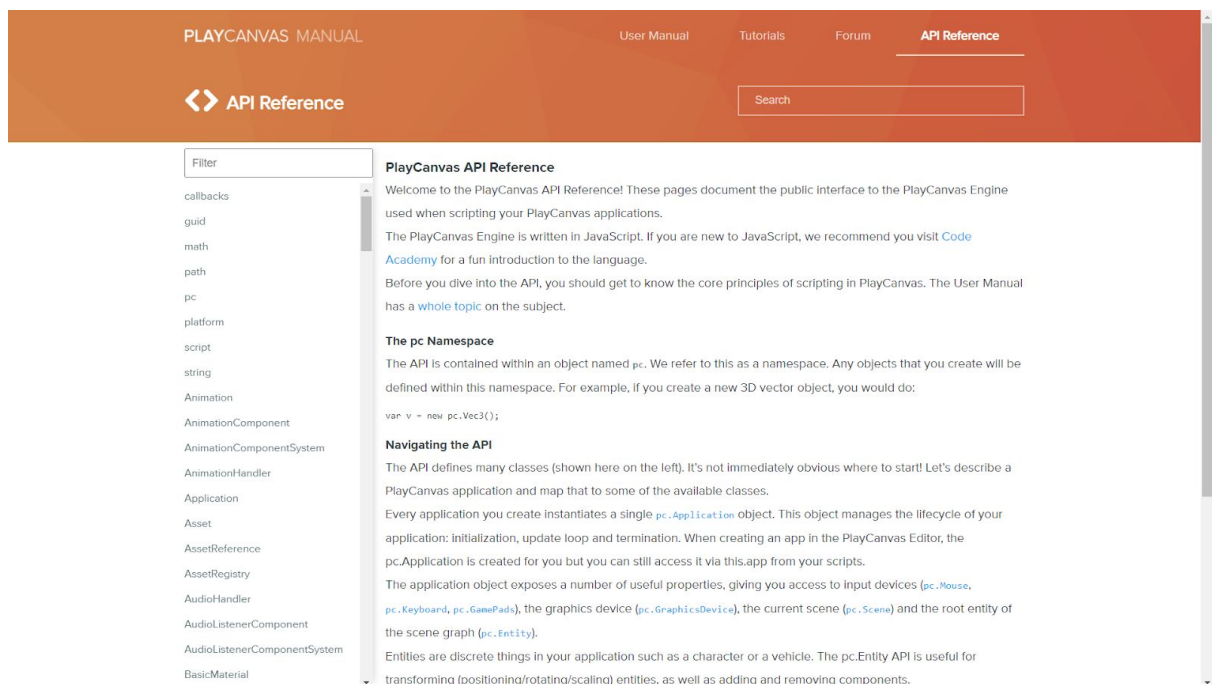 PLAYCANVAS MANUAL
User Manual
Tutorials
Forum
API Reference
API Reference
Search
Filter
callbacks
guid
math
path
pc
platform
script
string
Animation
AnimationComponent
AnimationComponentSystem
AnimationHandler
Application
Asset
AssetReference
AssetRegistry
AudioHandler
AudioListenerComponent
AudioListenerComponentSystem
BasicMaterial
PlayCanvas API Reference
Welcome to the PlayCanvas API Reference! These pages document the public interface to the PlayCanvas Engine
used when scripting your PlayCanvas applications.
The PlayCanvas Engine is written in JavaScript. If you are new to JavaScript, we recommend you visit Code
Academy for a fun introduction to the language.
Before you dive into the API, you should get to know the core principles of scripting in PlayCanvas. The User Manual
has a whole topic on the subject.
The pc Namespace
The API is contained within an object named pc. We refer to this as a namespace. Any objects that you create will be
defined within this namespace. For example, if you create a new 3D vector object, you would do:
var v = new pc.Vec3();
Navigating the API
The API defines many classes (shown here on the left). It's not immediately obvious where to start! Let's describe a
PlayCanvas application and map that to some of the available classes.
Every application you create instantiates a single pc.Application object. This object manages the lifecycle of your
application: initialization, update loop and termination. When creating an app in the PlayCanvas Editor, the
pc.Application is created for you but you can still access it via this.app from your scripts.
The application object exposes a number of useful properties, giving you access to input devices (pc.Mouse,
pc.Keyboard, pc.GamePads), the graphics device (pc.GraphicsDevice), the current scene (pc.Scene) and the root entity of
the scene graph (pc.Entity).
Entities are discrete things in your application such as a character or a vehicle. The pc.Entity API is useful for
transforming (positioning/rotating/scaling) entities, as well as adding and removing components.